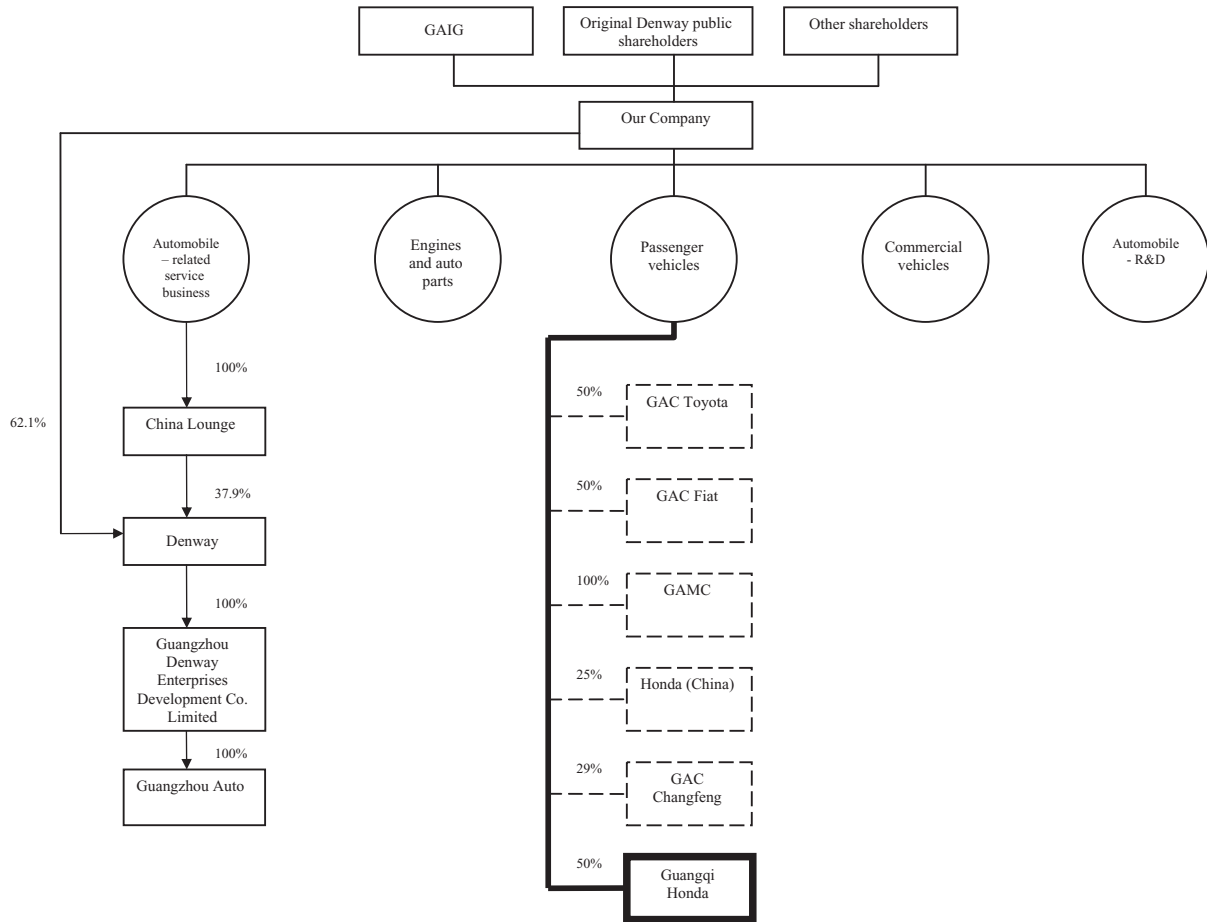 GAIG
Original Denway public
shareholders
Other shareholders
Our Company
Automobile
– related
service
business
Engines
and auto
parts
Passenger
vehicles
Commercial
vehicles
Automobile
- R&D
100%
62.1%
China Lounge
37.9%
Denway
100%
Guangzhou
Denway
Enterprises
Development Co.
Limited
100%
Guangzhou Auto
50%
GAC Toyota
50%
GAC Fiat
100%
GAMC
25%
Honda (China)
29%
GAC
Changfeng
50%
Guangqi
Honda